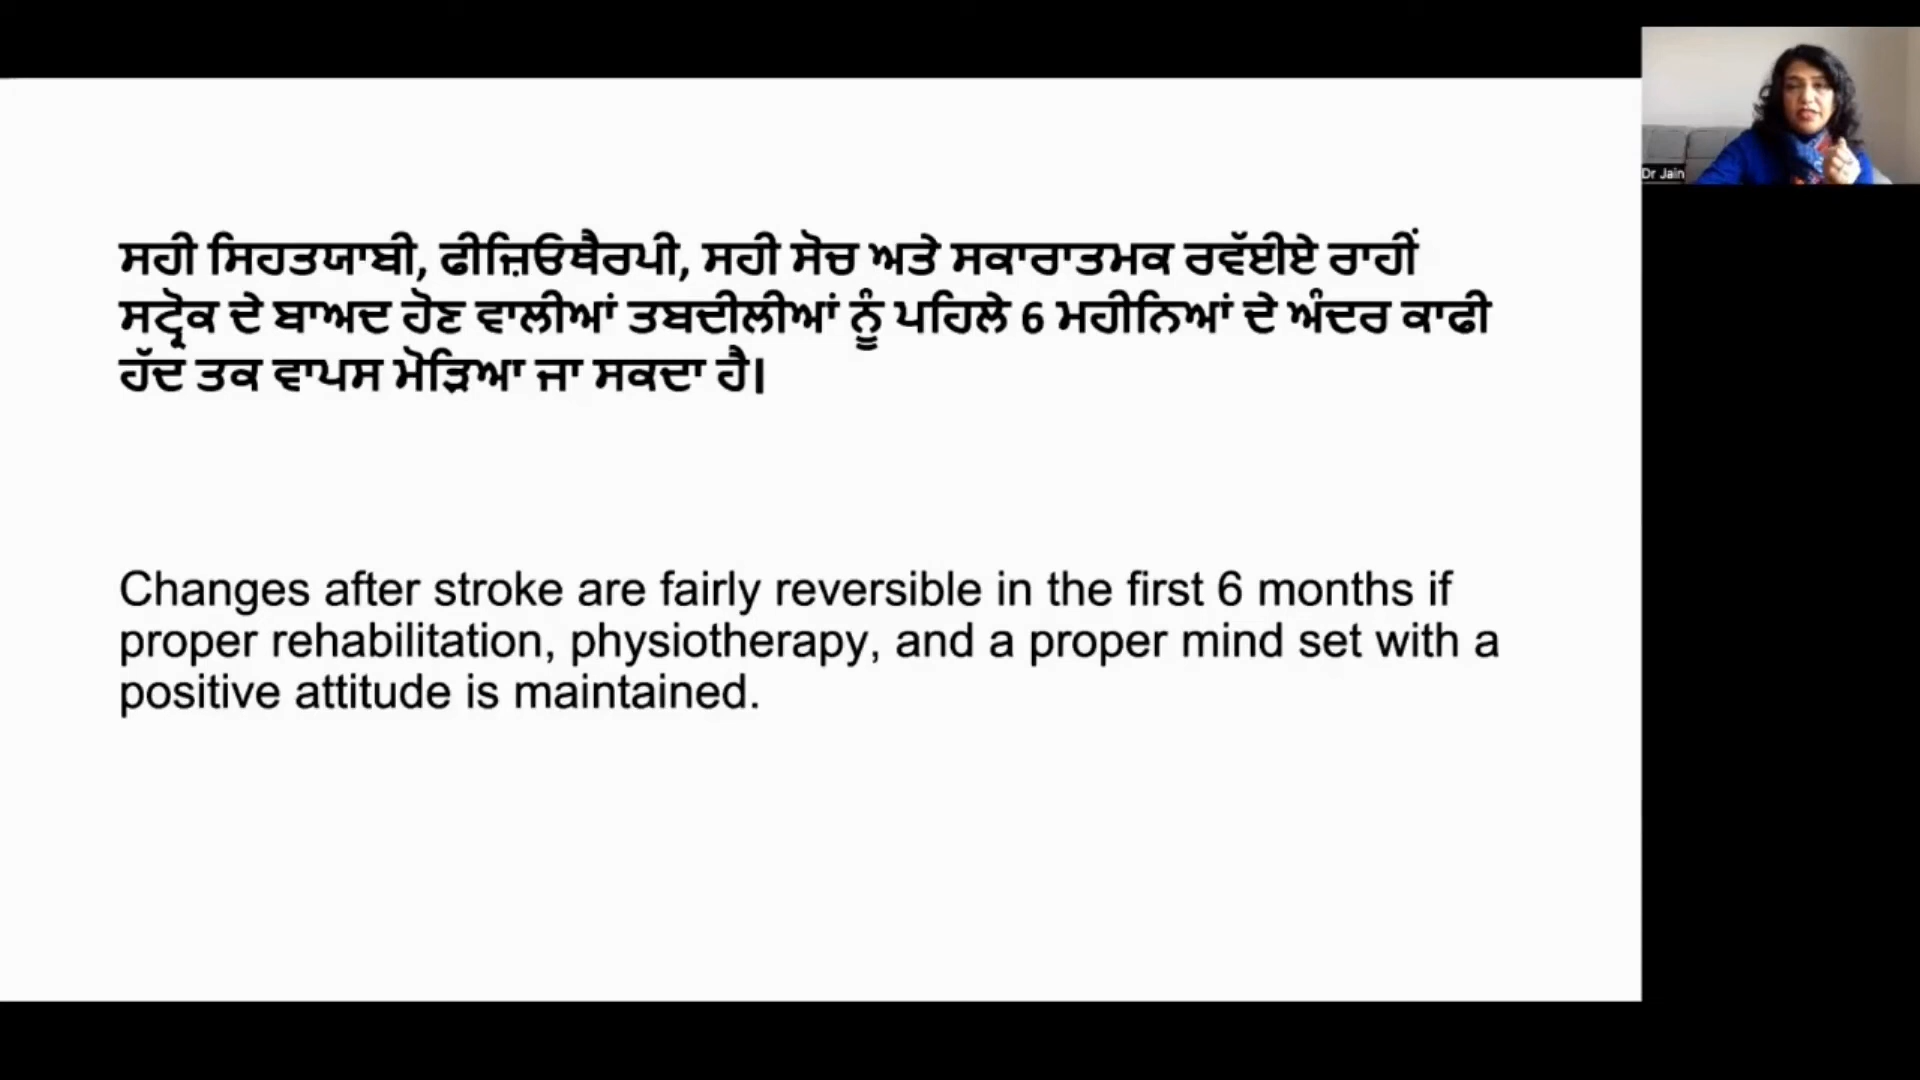 ਸਹੀ ਸਿਹਤਯਾਬੀ, ਫੀਜ਼ਿਓਥੈਰਪੀ, ਸਹੀ ਸੋਚ ਅਤੇ ਸਕਾਰਾਤਮਕ ਰਵੱਈਏ ਰਾਹੀਂ
ਸਟ੍ਰੋਕ ਦੇ ਬਾਅਦ ਹੋਣ ਵਾਲੀਆਂ ਤਬਦੀਲੀਆਂ ਨੂੰ ਪਹਿਲੇ 6 ਮਹੀਨਿਆਂ ਦੇ ਅੰਦਰ ਕਾਫੀ
ਹੱਦ ਤਕ ਵਾਪਸ ਮੋੜਿਆ ਜਾ ਸਕਦਾ ਹੈ।
Changes after stroke are fairly reversible in the first 6 months if
proper rehabilitation, physiotherapy, and a proper mind set with a
positive attitude is maintained.
Dr Jain